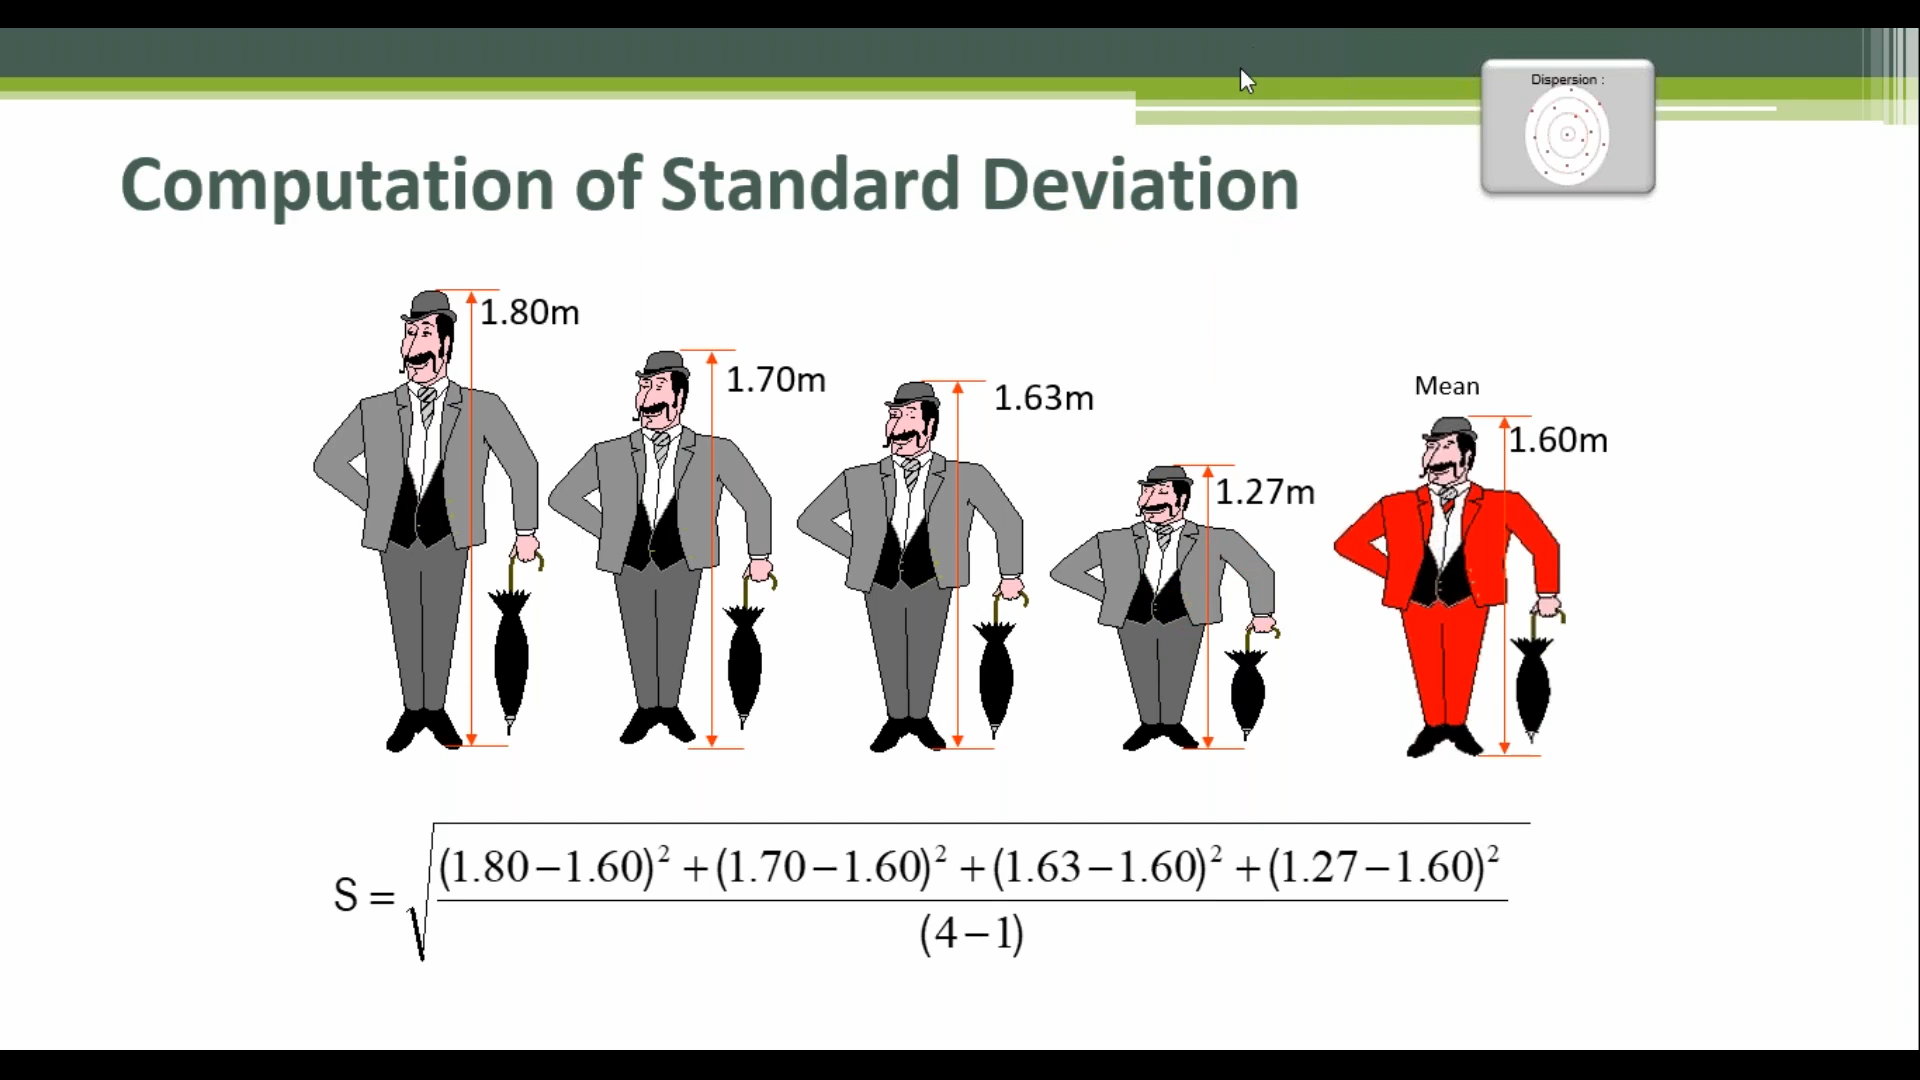 Dispersion :
Computation of Standard Deviation
1.80m
1.70m
1.63m
1.27m
Mean
1.60m
S = √((1.80−1.60)² + (1.70−1.60)² + (1.63−1.60)² + (1.27−1.60)²
(4−1)